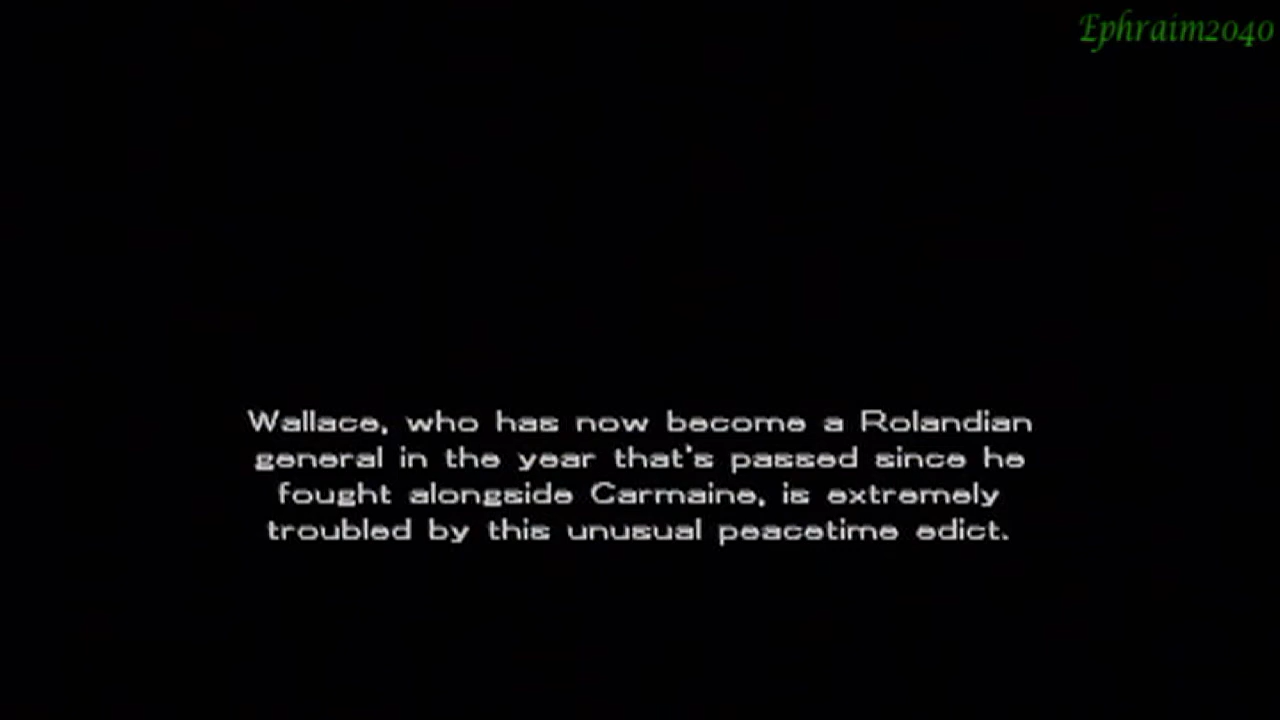 Ephraim2040
Wallace, who has now become a Rolandian
general in the year that's passed since he
fought alongside Carmaine, is extremely
troubled by this unusual peacetime edict.